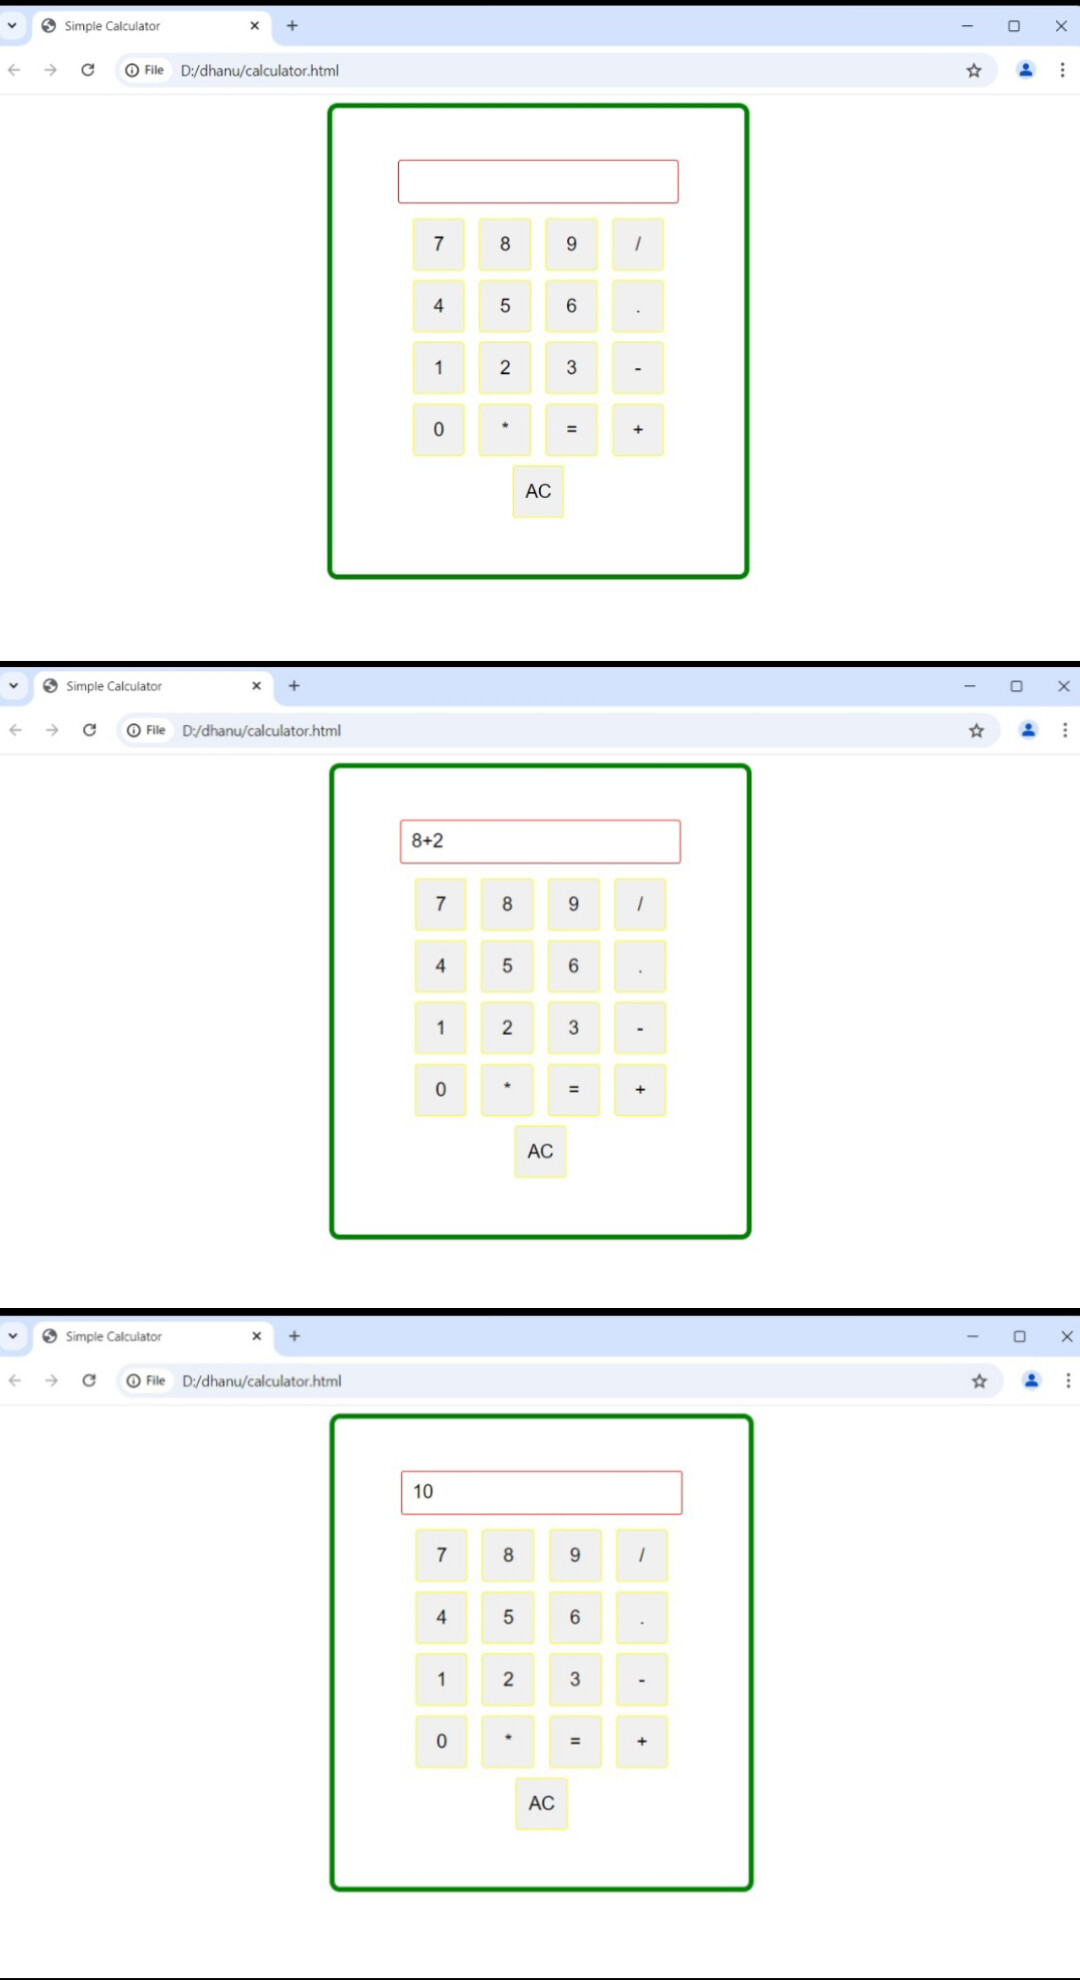 Simple Calculator
File D:/dhanu/calculator.html
7 8 9 /
4 5 6 .
1 2 3 -
0 * = +
AC
Simple Calculator
File D:/dhanu/calculator.html
8+2
7 8 9 /
4 5 6 .
1 2 3 -
0 * = +
AC
Simple Calculator
File D:/dhanu/calculator.html
10
7 8 9 /
4 5 6 .
1 2 3 -
0 * = +
AC